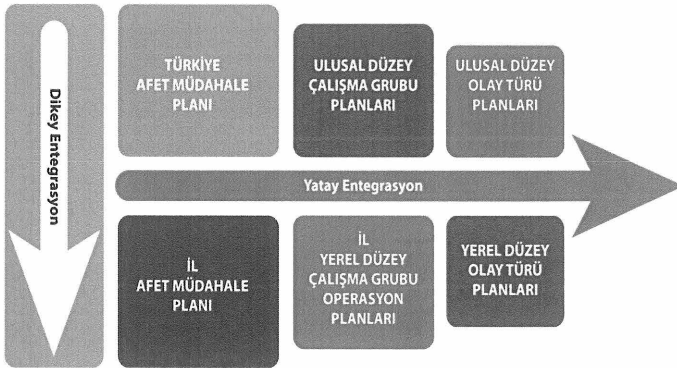 Dikey Entegrasyon
TÜRKİYE
AFET MÜDAHALE
PLANI
ULUSAL DÜZEY
ÇALIŞMA GRUBU
PLANLARI
ULUSAL DÜZEY
OLAY TÜRÜ
PLANLARI
Yatay Entegrasyon
İL
AFET MÜDAHALE
PLANI
İL
YEREL DÜZEY
ÇALIŞMA GRUBU
OPERASYON
PLANLARI
YEREL DÜZEY
OLAY TÜRÜ
PLANLARI